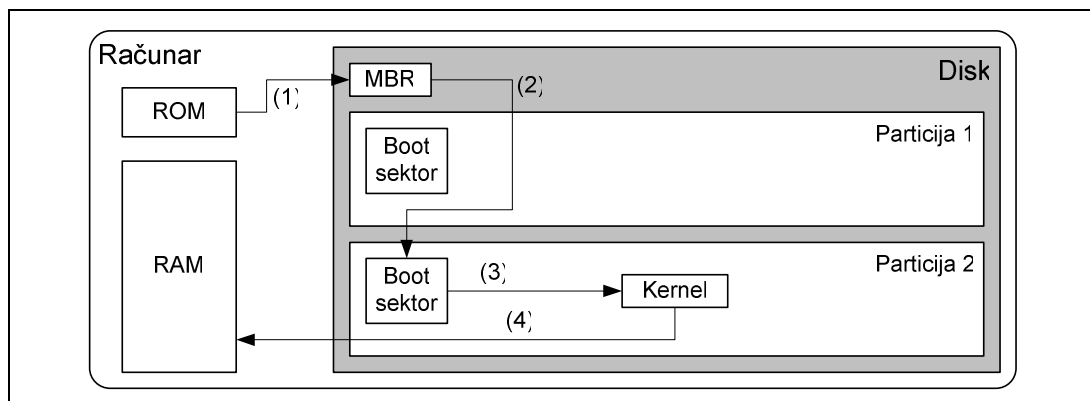 Računar
Disk
ROM
(1)
MBR
(2)
Particija 1
Boot
sektor
RAM
Particija 2
Boot
sektor
(3)
Kernel
(4)